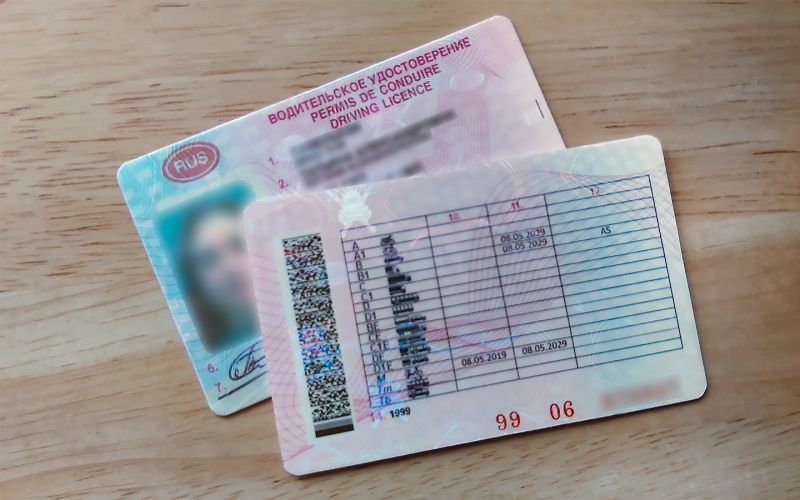 ВОДИТЕЛЬСКОЕ УДОСТОВЕРЕНИЕ
PERMIS DE CONDUIRE
DRIVING LICENCE
RUS
1.
2.
6.
7.
10. 11. 12.
A
A1 08.05.2029
B 08.05.2029 AS
B1
C
C1
D
D1
BE
CE
C1E
DE
D1E
M 08.05.2019 08.05.2029
Tm
Tb
14. 1999
99 06